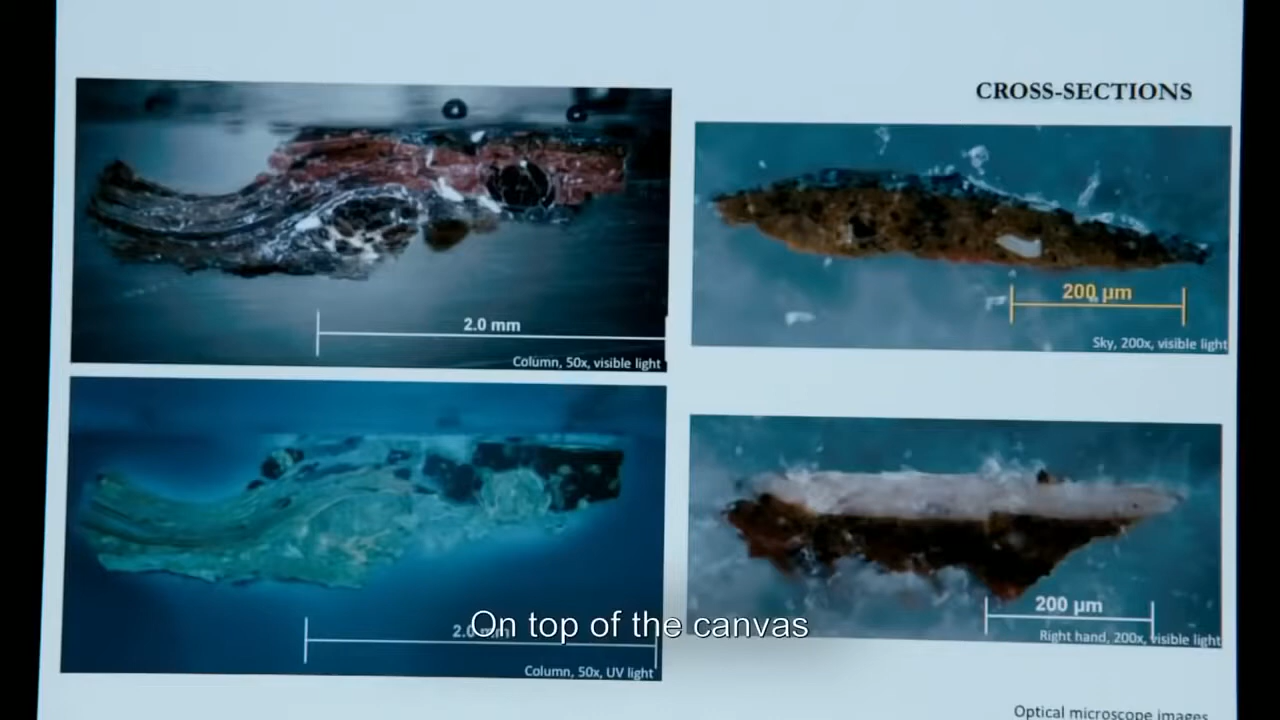 CROSS-SECTIONS
2.0 mm
Column, 50x, visible light
200 µm
Sky, 200x, visible light
2.0 mm
Column, 50x, UV light
200 µm
Right hand, 200x, visible light
On top of the canvas
Optical microscope images